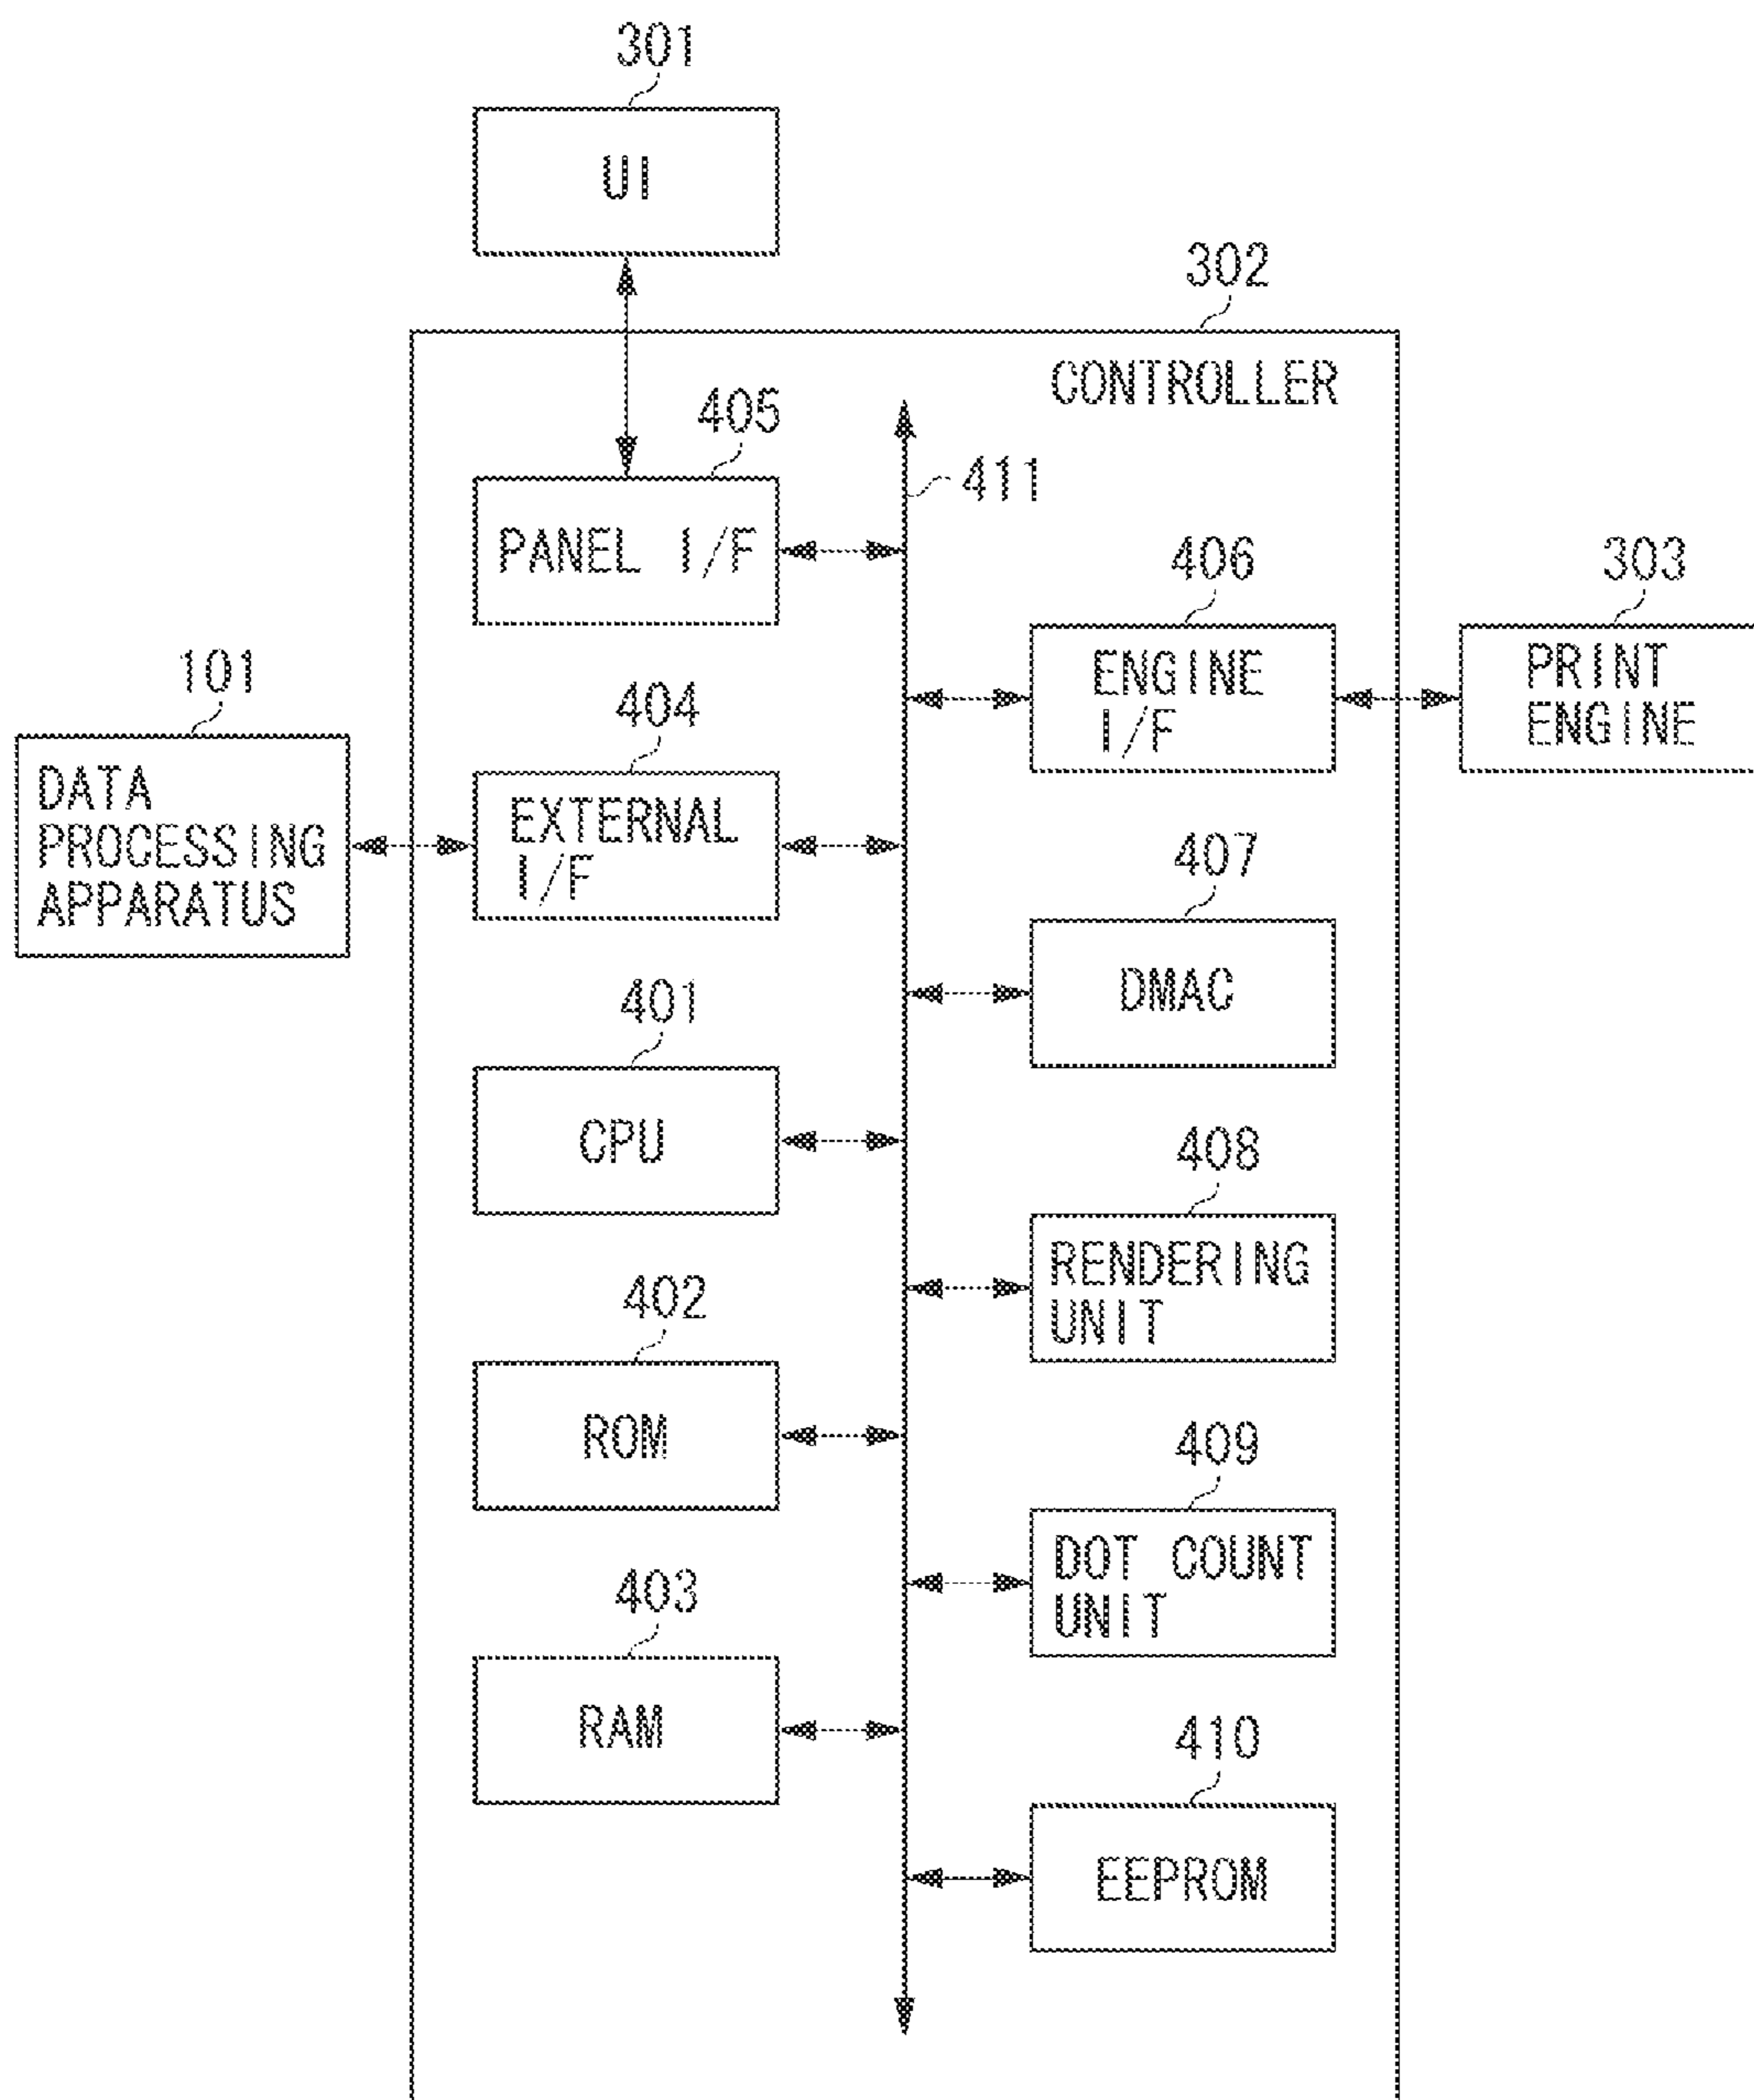 301
UI
302
CONTROLLER
405
PANEL I/F
411
406
ENGINE
I/F
303
PRINT
ENGINE
101
DATA
PROCESSING
APPARATUS
404
EXTERNAL
I/F
407
DMAC
401
CPU
408
RENDERING
UNIT
402
ROM
409
DOT COUNT
UNIT
403
RAM
410
EEPROM